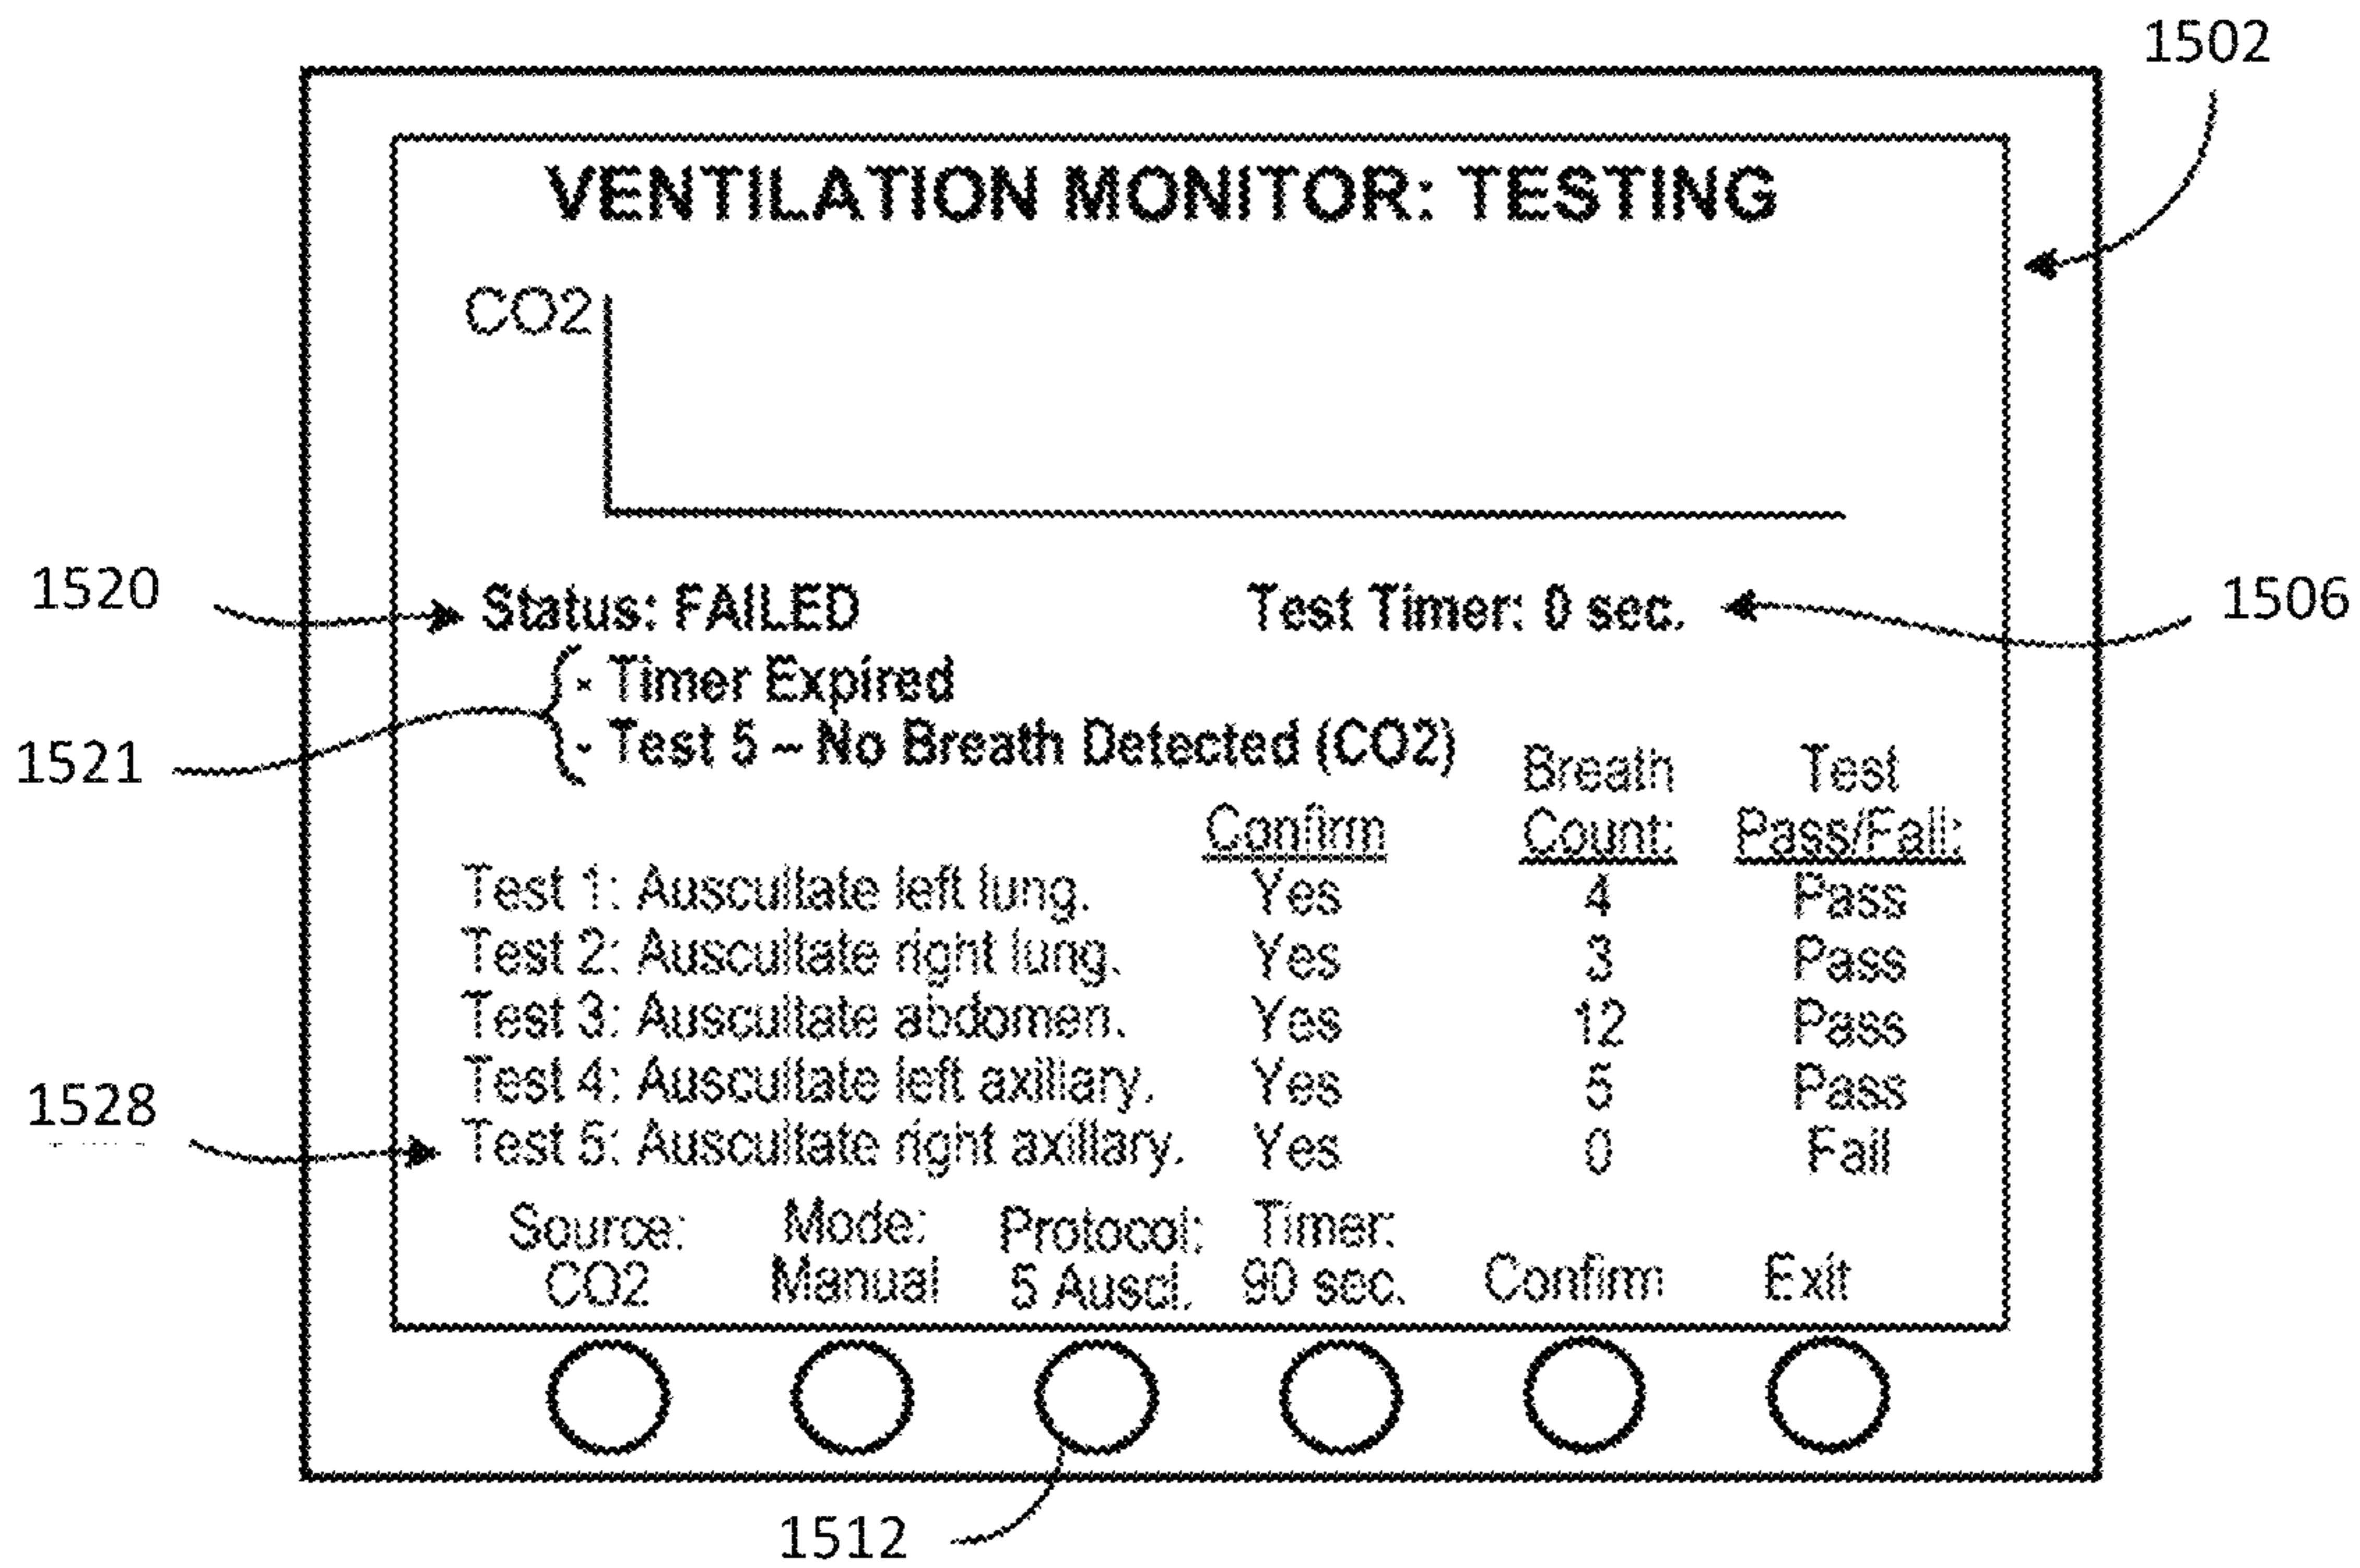 1502
VENTILATION MONITOR: TESTING
CO2
1520
Status: FAILED
Test Timer: 0 sec.
1506
- Timer Expired
- Test 5 – No Breath Detected (CO2)
1521
Confirm
Breath Count:
Test Pass/Fail:
Test 1: Auscultate left lung. Yes 4 Pass
Test 2: Auscultate right lung. Yes 3 Pass
Test 3: Auscultate abdomen. Yes 12 Pass
Test 4: Auscultate left axillary. Yes 5 Pass
1528
Test 5: Auscultate right axillary. Yes 0 Fail
Source: Mode: Protocol: Timer:
CO2 Manual 5 Auscl. 90 sec. Confirm Exit
1512